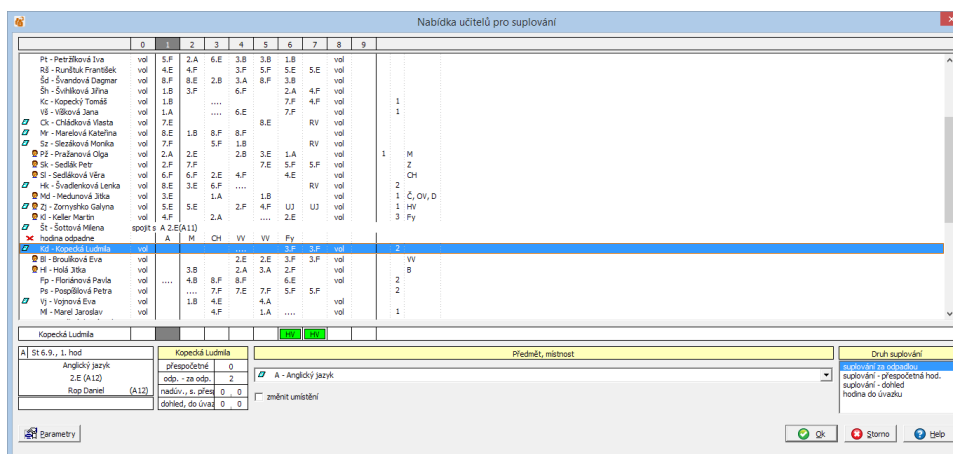 Nabídka učitelů pro suplování
0 1 2 3 4 5 6 7 8 9
Pt - Petržílková Iva vol 5.F 2.A 6.E 3.B 3.B 1.B vol
Rš - Runštuk František vol 4.E 4.F 3.F 5.F 5.E 5.E vol
Šd - Švandová Dagmar vol 8.F 8.E 2.B 3.A 8.F 3.B vol
Šh - Švihlíková Jiřina vol 1.B 3.F 6.F 2.A 4.F vol
Kc - Kopecký Tomáš vol 1.B .... 7.F 4.F vol 1
Vš - Víšková Jana vol 1.A .... 6.E 7.F vol 1
Ck - Chládková Vlasta vol 7.E 8.E RV vol
Mr - Marelová Kateřina vol 8.E 1.B 8.F 8.F vol
Sz - Slezáková Monika vol 7.F 5.F 1.B RV vol
Pž - Pražanová Olga vol 2.A 2.E 2.B 3.E 1.A vol 1 M
Sk - Sedlák Petr vol 2.F 7.F 7.E 5.F 5.F vol Z
Sl - Sedláková Věra vol 6.F 6.F 2.E 4.F 4.E vol CH
Hk - Švadlenková Lenka vol 8.E 3.E 6.F .... RV vol 2
Md - Medunová Jitka vol 3.E 1.A 1.B vol 1 Č, OV, D
Zj - Zornyshko Galyna vol 5.E 5.E 2.F 4.F UJ UJ vol 1 HV
Kl - Keller Martin vol 4.F 2.A .... 2.E vol 3 Fy
Št - Šottová Milena spojit s A 2.E(A11)
hodina odpadne A M CH VV VV Fy
Kd - Kopecká Ludmila vol .... 3.F 3.F vol 2
Bl - Broulíková Eva vol 2.E 2.E 3.F 3.F vol VV
Hl - Holá Jitka vol 3.B 2.A 3.A 2.F vol B
Fp - Floriánová Pavla vol .... 4.B 8.F 8.F 6.E vol 2
Ps - Pospíšilová Petra vol .... 7.F 7.E 7.F 5.F 5.F 2
Vj - Vojnová Eva vol 1.B 4.E 4.A vol
Ml - Marel Jaroslav vol 4.F 1.A .... vol 1
Kopecká Ludmila HV HV
A St 6.9., 1. hod
Anglický jazyk
2.E (A12)
Rop Daniel (A12)
Kopecká Ludmila
přespočetné 0
odp. - za odp. 2
nadúv., s. přesp 0 , 0
dohled, do úvaz 0 , 0
Předmět, místnost
A - Anglický jazyk
změnit umístění
Druh suplování
suplování za odpadlou
suplování - přespočetná hod.
suplování - dohled
hodina do úvazku
Parametry
Ok
Storno
Help